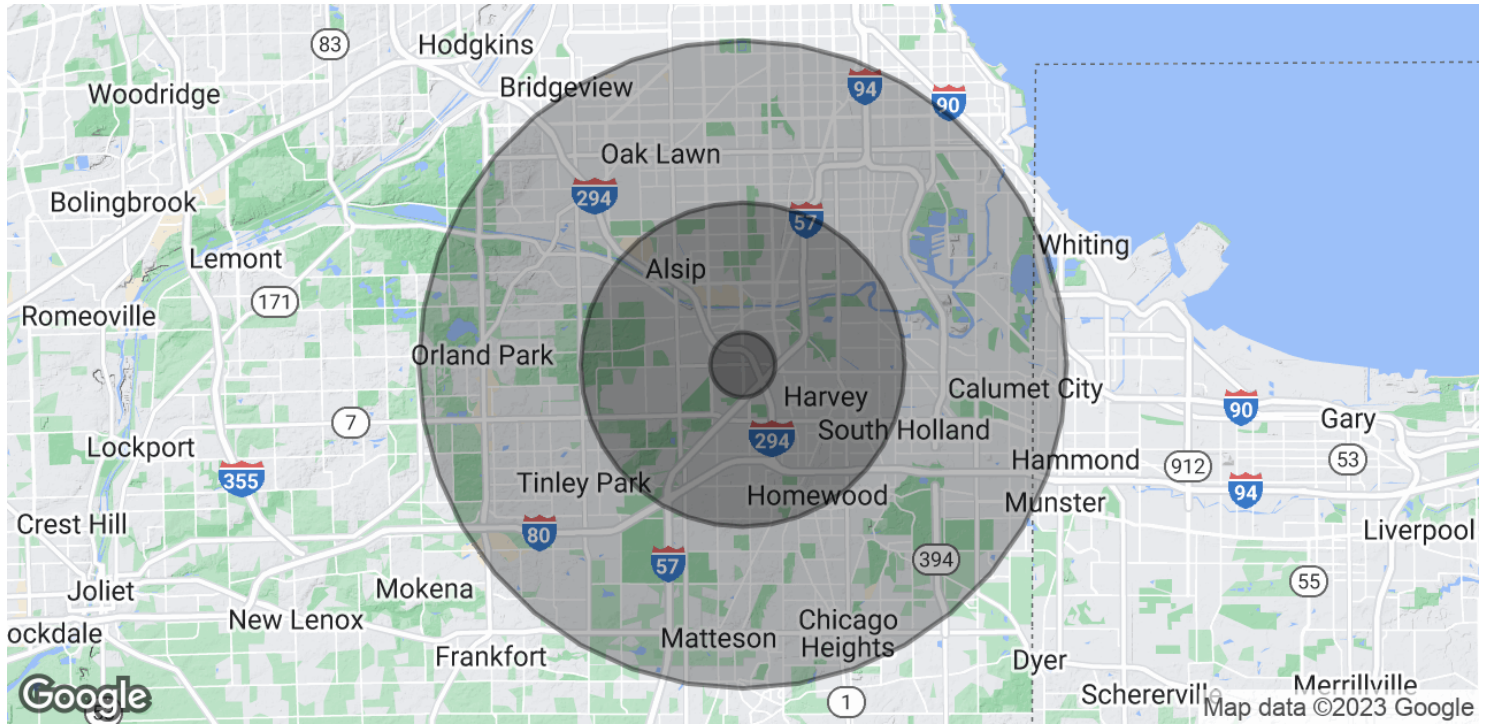 83
Hodgkins
Woodridge
Bridgeview
94
90
Oak Lawn
294
Bolingbrook
57
Whiting
Lemont
Alsip
171
Romeoville
Orland Park
Harvey
Calumet City
90
Gary
7
South Holland
294
Lockport
Hammond
912
53
355
Tinley Park
Homewood
Munster
94
Crest Hill
80
Liverpool
57
394
55
Joliet
Mokena
New Lenox
Chicago
Heights
ockdale
Matteson
Frankfort
Dyer
Schererville
Merrillville
1
Google
Map data ©2023 Google